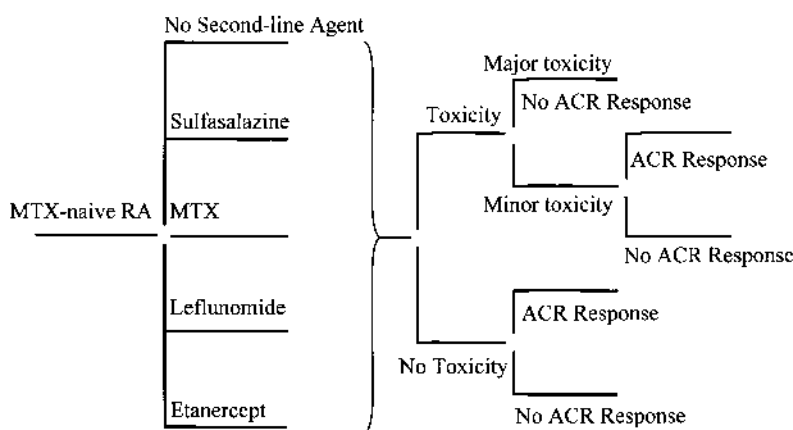 No Second-line Agent
Sulfasalazine
MTX-naive RA
MTX
Leflunomide
Etanercept
Toxicity
Major toxicity
No ACR Response
Minor toxicity
ACR Response
No ACR Response
No Toxicity
ACR Response
No ACR Response